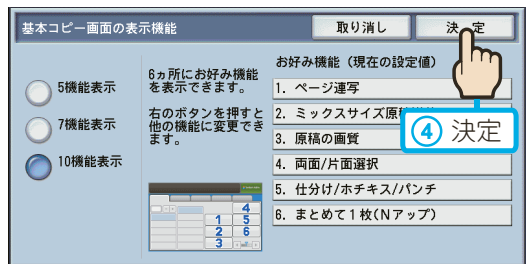 基本コピー画面の表示機能
取り消し
決 定
お好み機能（現在の設定値）
5機能表示
7機能表示
10機能表示
6ヵ所にお好み機能
を表示できます。
右のボタンを押すと
他の機能に変更でき
ます。
1. ページ連写
2. ミックスサイズ原稿
3. 原稿の画質
4. 両面/片面選択
5. 仕分け/ホチキス/パンチ
6. まとめて1枚(Nアップ)
④ 決定
4
1 5
2 6
3